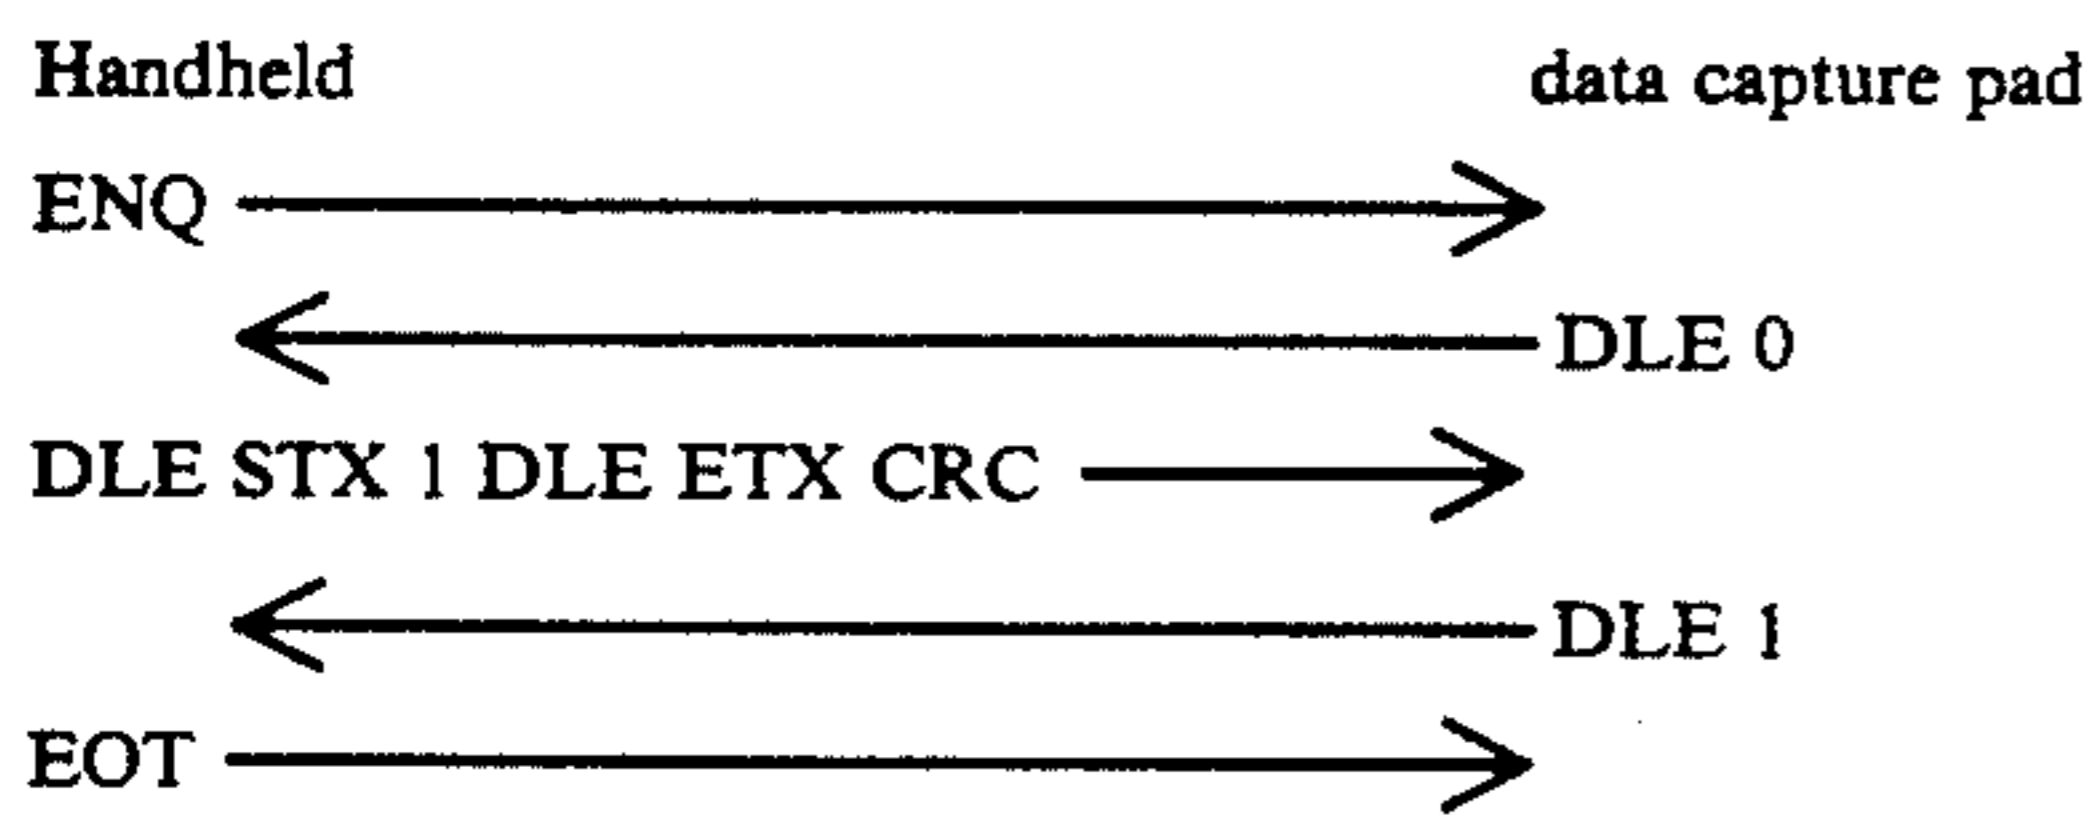 Handheld data capture pad
ENQ
DLE 0
DLE STX 1 DLE ETX CRC
DLE 1
EOT